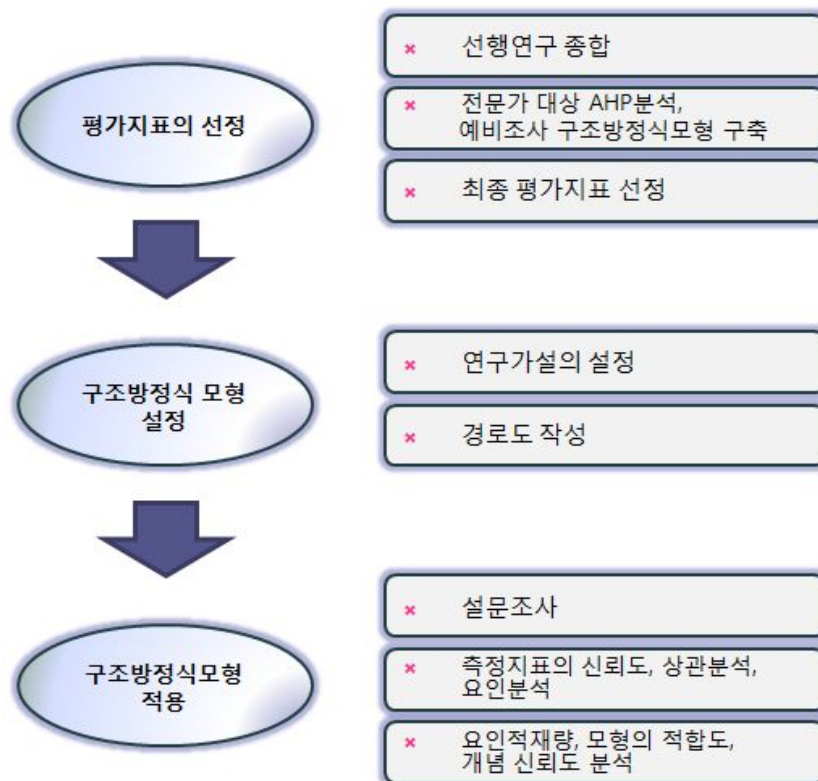 평가지표의 선정
선행연구 종합
전문가 대상 AHP분석,
예비조사 구조방정식모형 구축
최종 평가지표 선정
구조방정식 모형
설정
연구가설의 설정
경로도 작성
구조방정식모형
적용
설문조사
측정지표의 신뢰도, 상관분석,
요인분석
요인적재량, 모형의 적합도,
개념 신뢰도 분석